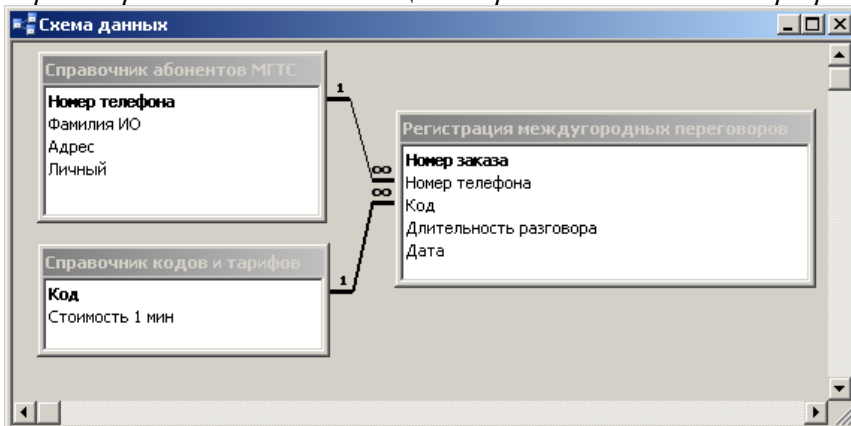 Схема данных
Справочник абонентов МГТС
Номер телефона
Фамилия ИО
Адрес
Личный
1
∞
∞
1
Регистрация междугородных переговоров
Номер заказа
Номер телефона
Код
Длительность разговора
Дата
Справочник кодов и тарифов
Код
Стоимость 1 мин